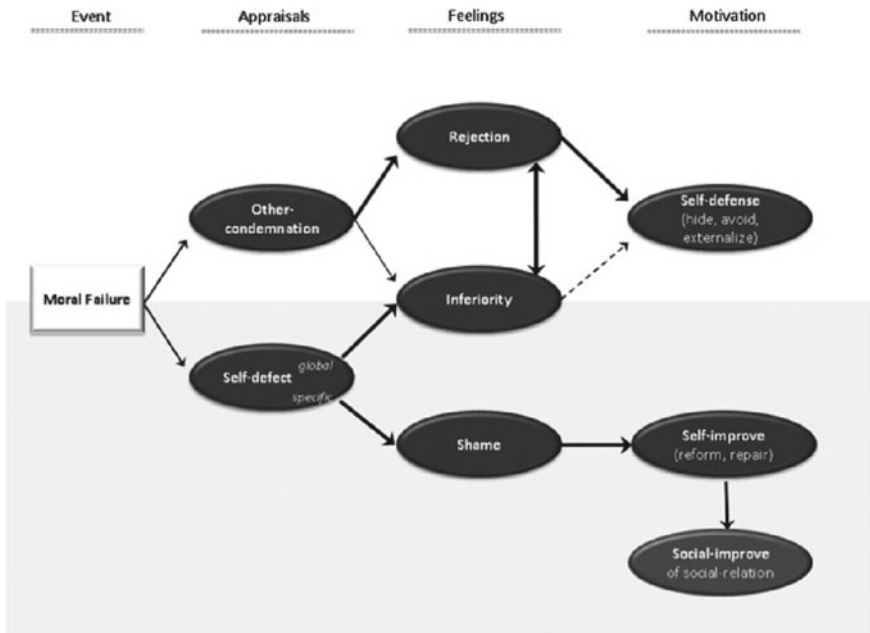 Event Appraisals Feelings Motivation
Rejection
Other-
condemnation
Self-defense
(hide, avoid,
externalize)
Moral Failure
Inferiority
global
Self-defect
specific
Shame
Self-improve
(reform, repair)
Social-improve
of social-relation